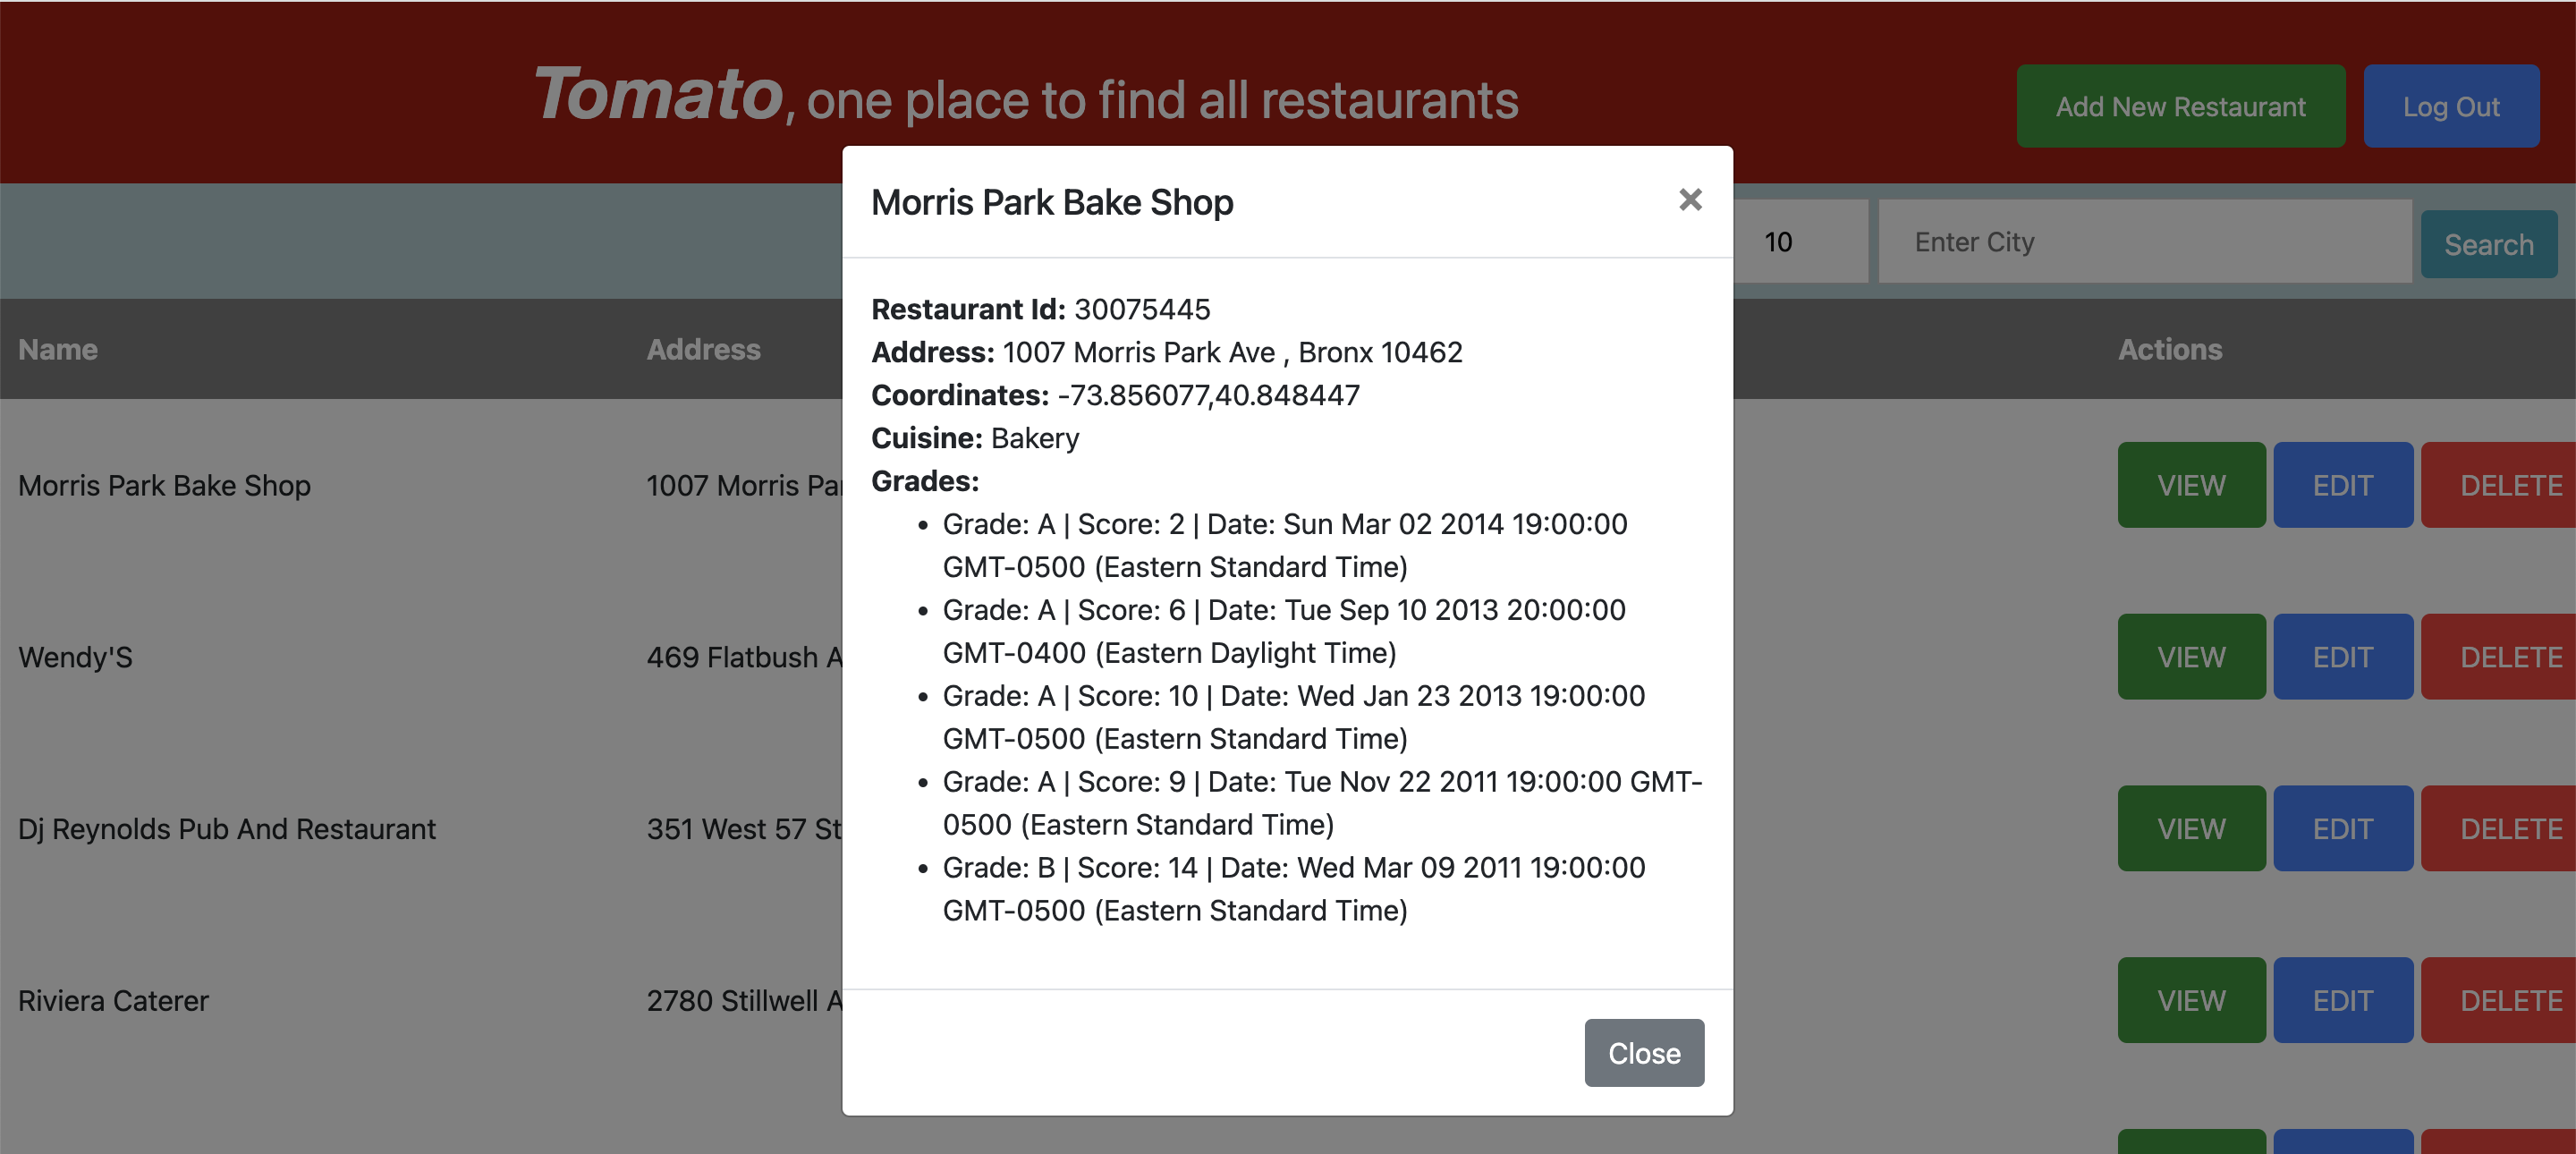 Tomato, one place to find all restaurants
Add New Restaurant
Log Out
10
Enter City
Search
Name
Address
Actions
Morris Park Bake Shop
1007 Morris
VIEW
EDIT
DELETE
Wendy'S
469 Flatbush
VIEW
EDIT
DELETE
Dj Reynolds Pub And Restaurant
351 West 57 St
VIEW
EDIT
DELETE
Riviera Caterer
2780 Stillwell
VIEW
EDIT
DELETE
Morris Park Bake Shop
×
Restaurant Id: 30075445
Address: 1007 Morris Park Ave , Bronx 10462
Coordinates: -73.856077,40.848447
Cuisine: Bakery
Grades:
• Grade: A | Score: 2 | Date: Sun Mar 02 2014 19:00:00
GMT-0500 (Eastern Standard Time)
• Grade: A | Score: 6 | Date: Tue Sep 10 2013 20:00:00
GMT-0400 (Eastern Daylight Time)
• Grade: A | Score: 10 | Date: Wed Jan 23 2013 19:00:00
GMT-0500 (Eastern Standard Time)
• Grade: A | Score: 9 | Date: Tue Nov 22 2011 19:00:00 GMT-
0500 (Eastern Standard Time)
• Grade: B | Score: 14 | Date: Wed Mar 09 2011 19:00:00
GMT-0500 (Eastern Standard Time)
Close